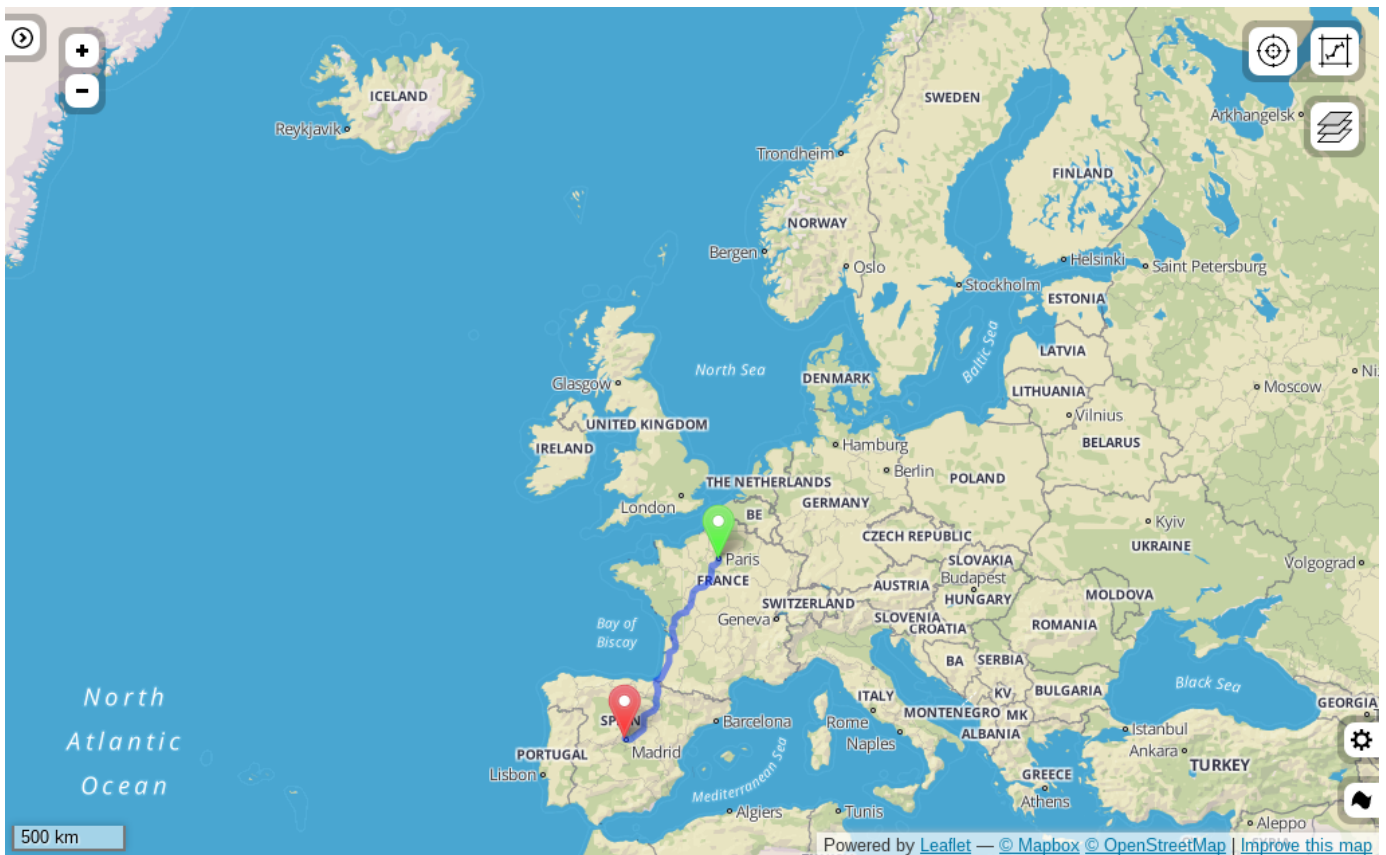 ICELAND
Reykjavik
SWEDEN
Arkhangelsk
Trondheim
FINLAND
NORWAY
Bergen
Oslo
Helsinki
Saint Petersburg
Stockholm
ESTONIA
Baltic Sea
LATVIA
North Sea
DENMARK
Glasgow
LITHUANIA
Moscow
Vilnius
UNITED KINGDOM
IRELAND
Hamburg
BELARUS
Berlin
THE NETHERLANDS
POLAND
London
GERMANY
BE
Kyiv
CZECH REPUBLIC
UKRAINE
Paris
SLOVAKIA
Volgograd
FRANCE
Budapest
AUSTRIA
HUNGARY
MOLDOVA
SWITZERLAND
Geneva
SLOVENIA
CROATIA
ROMANIA
Bay of
Biscay
BA
SERBIA
Black Sea
North
Atlantic
Ocean
ITALY
KV
BULGARIA
GEORGIA
MONTENEGRO
MK
Barcelona
Rome
Istanbul
ALBANIA
Naples
Madrid
PORTUGAL
Ankara
TURKEY
Lisbon
Mediterranean Sea
GREECE
Athens
Algiers
Tunis
Aleppo
500 km
Powered by Leaflet — © Mapbox © OpenStreetMap | Improve this map